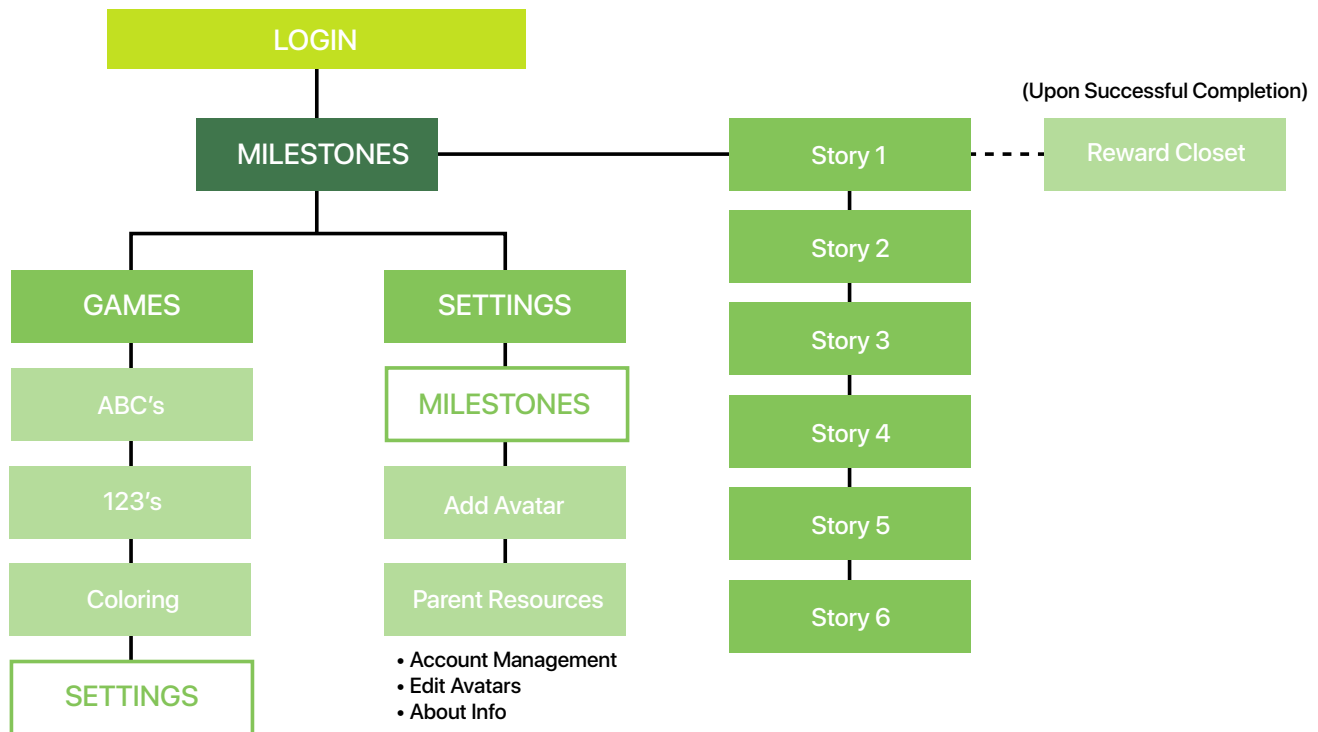 LOGIN
(Upon Successful Completion)
MILESTONES
Story 1
Reward Closet
Story 2
GAMES
SETTINGS
Story 3
ABC’s
MILESTONES
Story 4
123’s
Add Avatar
Story 5
Coloring
Parent Resources
Story 6
• Account Management
• Edit Avatars
• About Info
SETTINGS